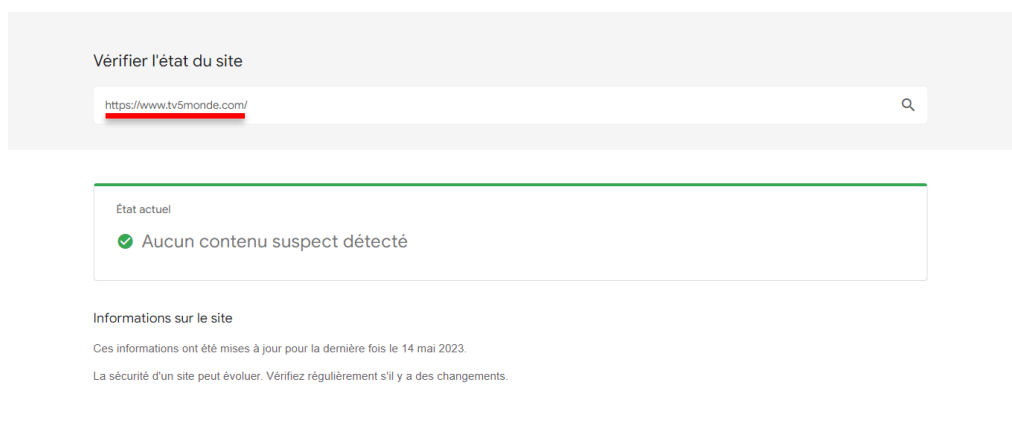 Vérifier l'état du site
https://www.tv5monde.com/
État actuel
Aucun contenu suspect détecté
Informations sur le site
Ces informations ont été mises à jour pour la dernière fois le 14 mai 2023.
La sécurité d'un site peut évoluer. Vérifiez régulièrement s'il y a des changements.